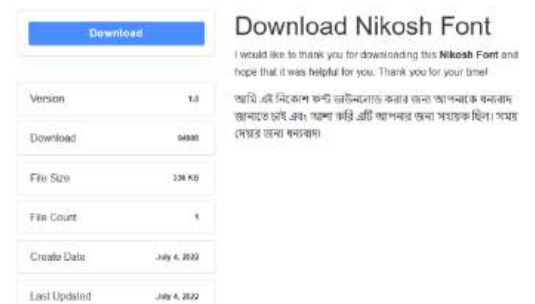 Download
Version 1.0
Download
File Size 336 KB
File Count 1
Create Date July 4, 2022
Last Updated July 4, 2022
Download Nikosh Font
I would like to thank you for downloading this Nikosh Font and
hope that it was helpful for you. Thank you for your time!
আমি এই নিকোশ ফন্ট ডাউনলোড করার জন্য আপনাকে ধন্যবাদ
জানাতে চাই এবং আশা করি এটি আপনার জন্য সহায়ক ছিল। সময়
দেয়ার জন্য ধন্যবাদ!